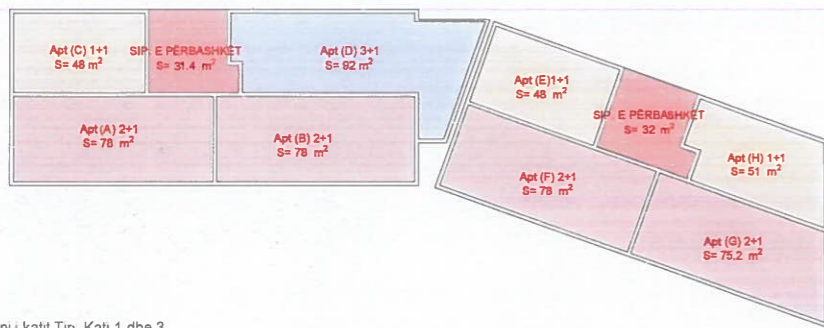 Apt (C) 1+1
S= 48 m²
SIP. E PËRBASHKËT
S= 31.4 m²
Apt (D) 3+1
S= 92 m²
Apt (E)1+1
S= 48 m²
SIP. E PËRBASHKËT
S= 32 m²
Apt (H) 1+1
S= 51 m²
Apt (A) 2+1
S= 78 m²
Apt (B) 2+1
S= 78 m²
Apt (F) 2+1
S= 78 m²
Apt (G) 2+1
S= 75.2 m²
i katit Tip, Kati 1 dhe 3